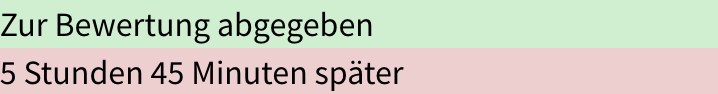 Zur Bewertung abgegeben
5 Stunden 45 Minuten später